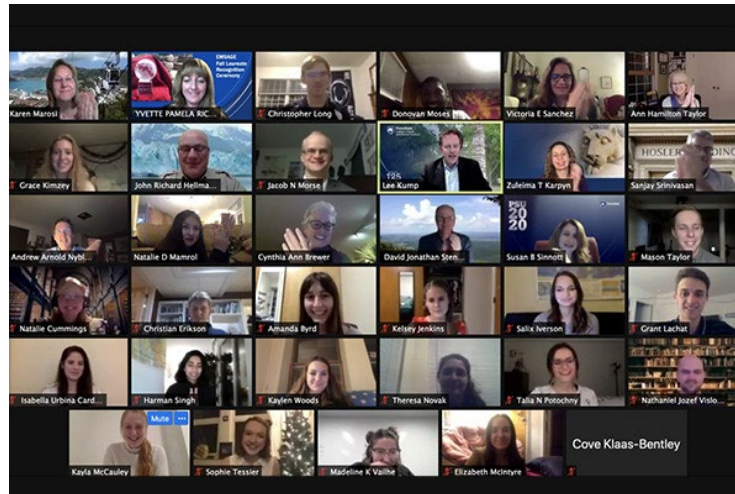 Karen Marosi
EMSAGE
Fall Laureate
Recognition
Ceremony
YVETTE PAMELA RIC...
Christopher Long
Donovan Moses
Victoria E Sanchez
Ann Hamilton Taylor
Grace Kimzey
John Richard Hellma...
Jacob N Morse
PennState
125
Lee Kump
Zuleima T Karpyn
HOSLER
Sanjay Srinivasan
Andrew Arnold Nybl...
Natalie D Mamrol
Cynthia Ann Brewer
David Jonathan Sten...
PSU
20
20
Susan B Sinnott
Mason Taylor
Natalie Cummings
Christian Erikson
Amanda Byrd
Kelsey Jenkins
Salix Iverson
Grant Lachat
Isabella Urbina Card...
Harman Singh
Kaylen Woods
Theresa Novak
Talia N Potochny
Nathaniel Jozef Vislo...
Mute ...
Kayla McCauley
Sophie Tessier
Madeline K Vailhe
Elizabeth McIntyre
Cove Klaas-Bentley